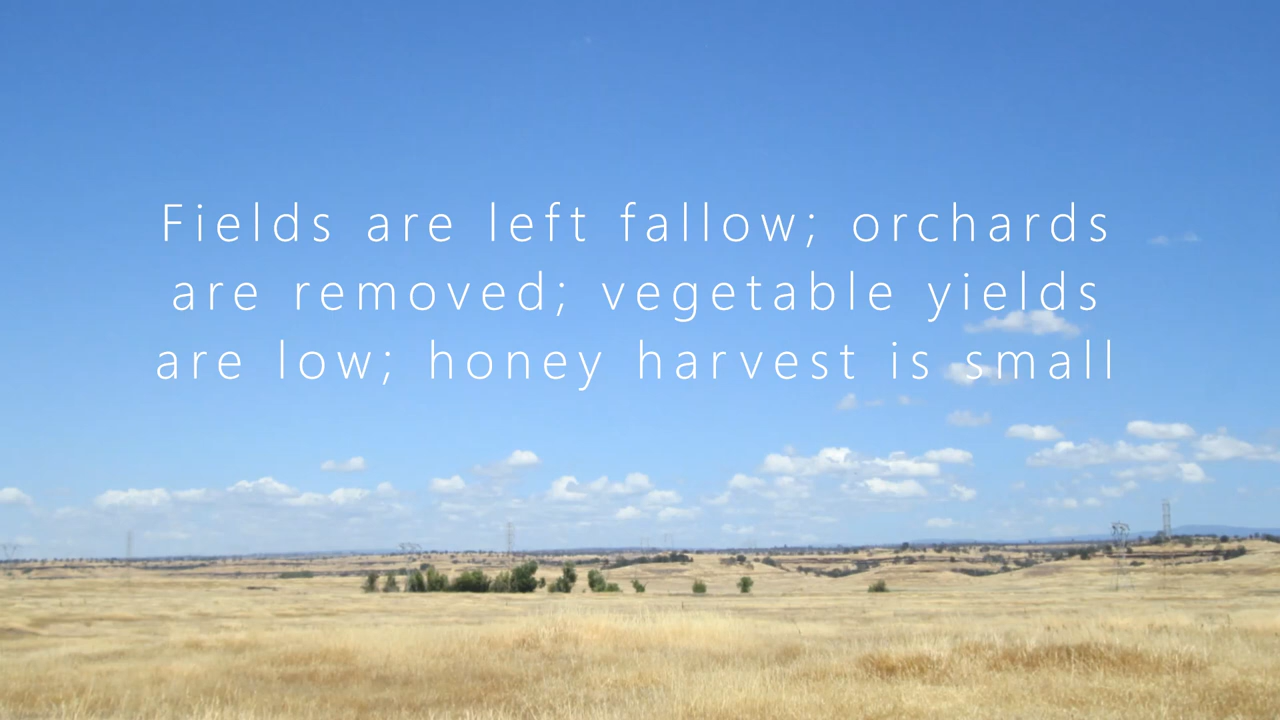 Fields are left fallow; orchards
are removed; vegetable yields
are low; honey harvest is small